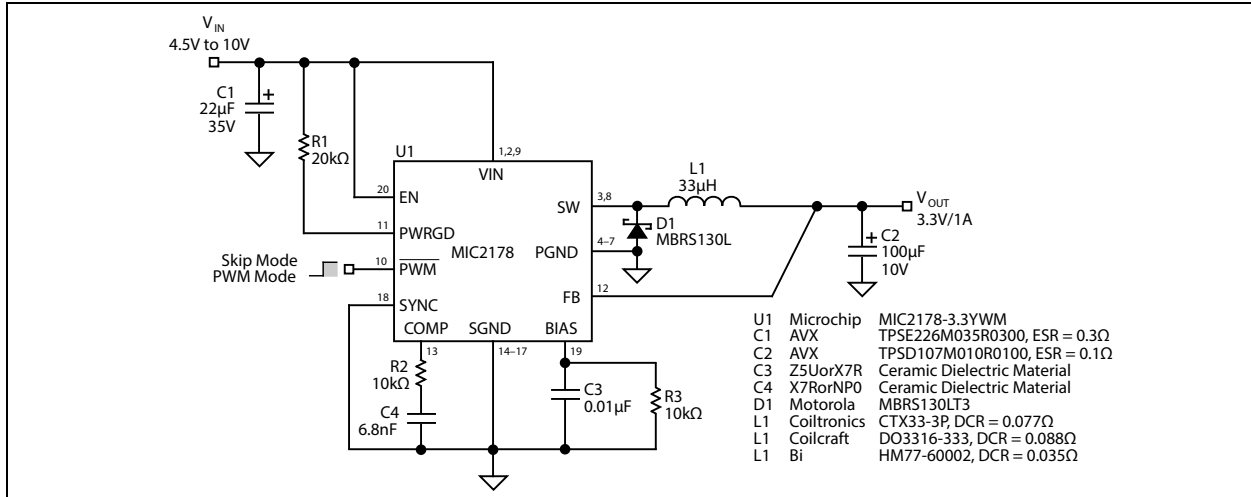 VIN
4.5V to 10V
C1
22µF
35V
+
R1
20kΩ
U1
1,2,9
VIN
20
EN
11
PWRGD
MIC2178
Skip Mode
PWM Mode
10
PWM
18
SYNC
COMP
SGND
BIAS
SW
3,8
PGND
4–7
FB
12
L1
33µH
D1
MBRS130L
VOUT
3.3V/1A
+
C2
100µF
10V
13
14–17
19
R2
10kΩ
C4
6.8nF
C3
0.01µF
R3
10kΩ
U1 Microchip MIC2178-3.3YWM
C1 AVX TPSE226M035R0300, ESR = 0.3Ω
C2 AVX TPSD107M010R0100, ESR = 0.1Ω
C3 Z5UorX7R Ceramic Dielectric Material
C4 X7RorNP0 Ceramic Dielectric Material
D1 Motorola MBRS130LT3
L1 Coiltronics CTX33-3P, DCR = 0.077Ω
L1 Coilcraft DO3316-333, DCR = 0.088Ω
L1 Bi HM77-60002, DCR = 0.035Ω